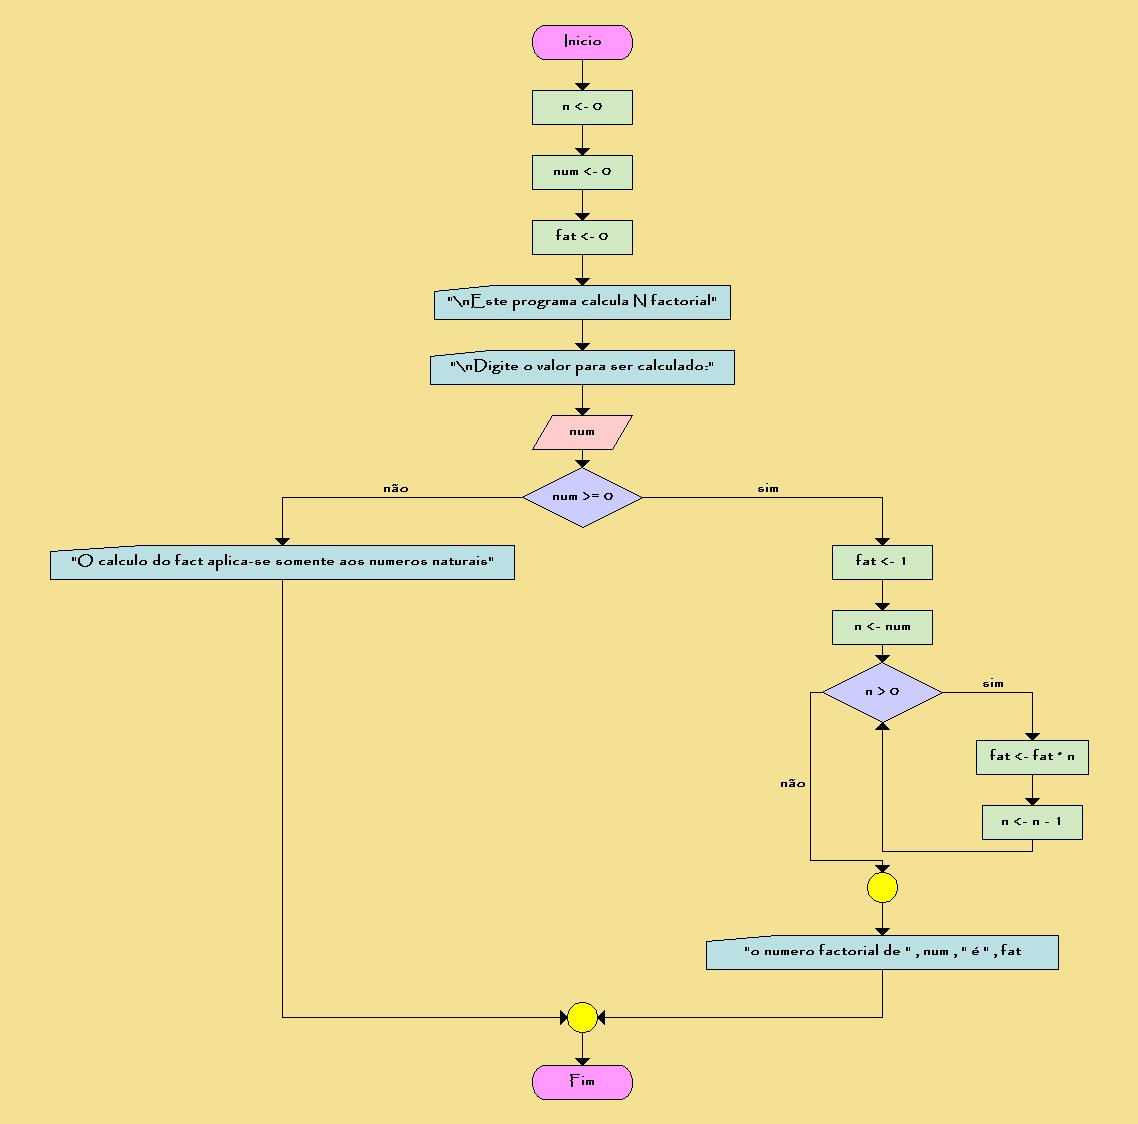 Inicio
n <- 0
num <- 0
fat <- 0
"\nEste programa calcula N factorial"
"\nDigite o valor para ser calculado:"
num
num >= 0
não
sim
"O calculo do fact aplica-se somente aos numeros naturais"
fat <- 1
n <- num
n > 0
sim
fat <- fat * n
não
n <- n - 1
"o numero factorial de " , num , " é " , fat
Fim